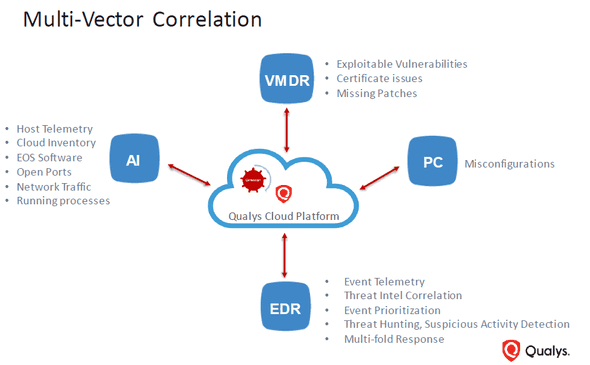 Multi-Vector Correlation
VMDR
• Exploitable Vulnerabilities
• Certificate issues
• Missing Patches
• Host Telemetry
• Cloud Inventory
• EOS Software
• Open Ports
• Network Traffic
• Running processes
AI
PC
Misconfigurations
Qualys Cloud Platform
EDR
• Event Telemetry
• Threat Intel Correlation
• Event Prioritization
• Threat Hunting, Suspicious Activity Detection
• Multi-fold Response
Qualys.